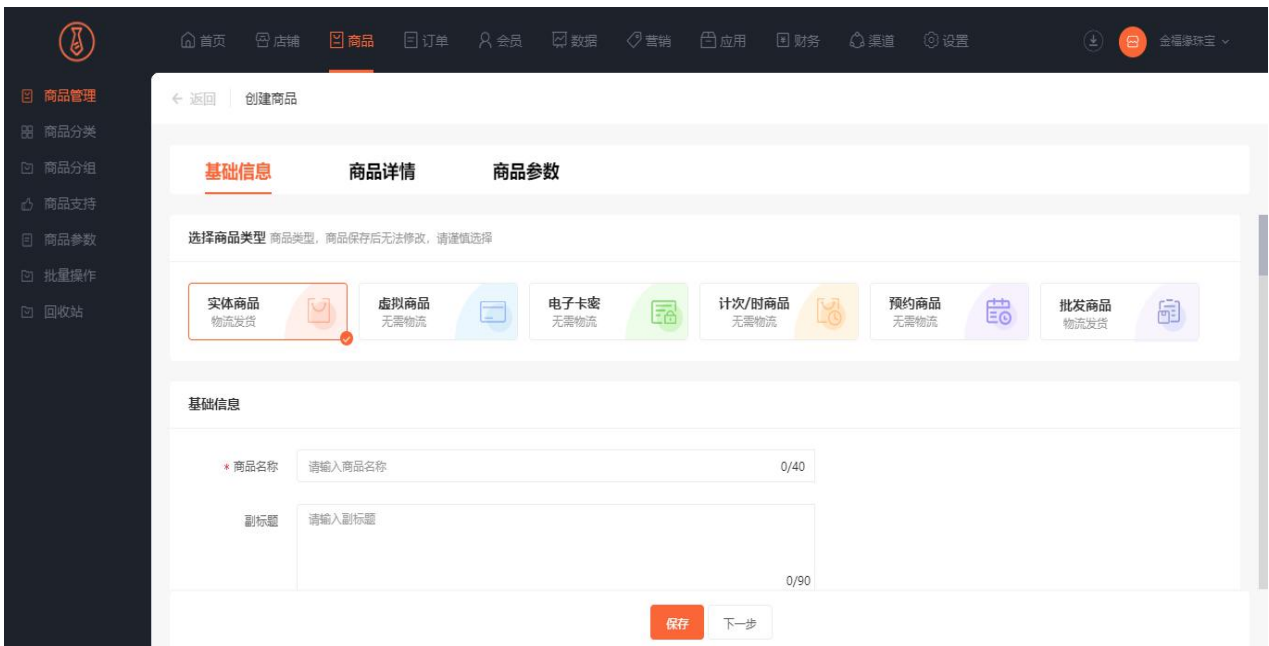 首页 店铺 商品 订单 会员 数据 营销 应用 财务 渠道 设置 金福缘珠宝
商品管理
商品分类
商品分组
商品支持
商品参数
批量操作
回收站
返回 创建商品
基础信息 商品详情 商品参数
选择商品类型 商品类型，商品保存后无法修改，请谨慎选择
实体商品 虚拟商品 电子卡密 计次/时商品 预约商品 批发商品
物流发货 无需物流 无需物流 无需物流 无需物流 物流发货
基础信息
* 商品名称 请输入商品名称 0/40
副标题 请输入副标题
0/90
保存 下一步